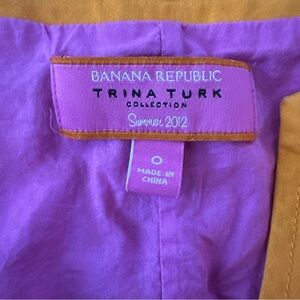 BANANA REPUBLIC
TRINA TURK
COLLECTION
Summer 2012
0
MADE IN
CHINA